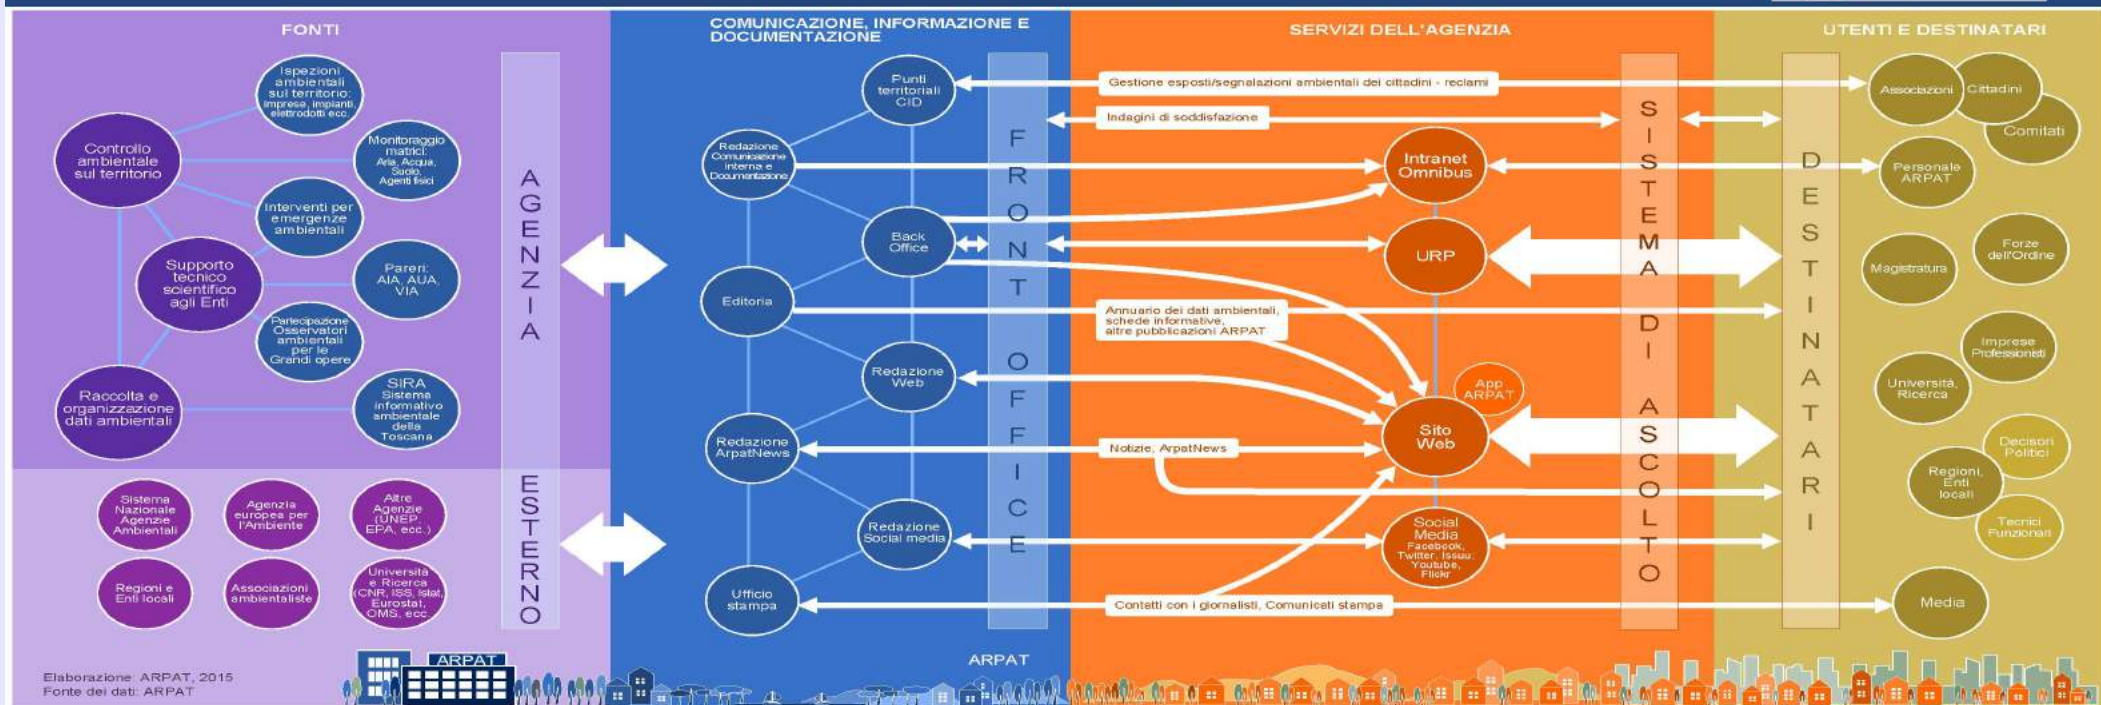 FONTI
Ispezioni
ambientali
sul territorio:
Imprese, impianti,
elettrodotti ecc.
Controllo
ambientale
sul territorio
Monitoraggio
matrici:
Aria, Acqua,
Suolo,
Agenti fisici
Interventi per
emergenze
ambientali
Supporto
tecnico
scientifico
agli Enti
Pareri:
AIA, AUA,
VIA
Partecipazione
Osservatori
ambientali
per le
Grandi opere
Raccolta e
organizzazione
dati ambientali
SIRA
Sistema
informativo
ambientale
della
Toscana
AGENZIA
Sistema
Nazionale
Agenzie
Ambientali
Agenzia
europea per
l'Ambiente
Altre
Agenzie
(UNEP,
EPA, ecc.)
Regioni e
Enti locali
Associazioni
ambientaliste
Università
e Ricerca
(CNR, ISS, Istat,
Eurostat,
OMS, ecc.
ESTERNO
Elaborazione: ARPAT, 2015
Fonte dei dati: ARPAT
ARPAT
COMUNICAZIONE, INFORMAZIONE E
DOCUMENTAZIONE
Punti
territoriali
CID
Redazione
Comunicazione
interna e
Documentazione
Back
Office
Editoria
Redazione
Web
Redazione
ArpatNews
Redazione
Social media
Ufficio
stampa
FRONT OFFICE
ARPAT
SERVIZI DELL'AGENZIA
Gestione esposti/segnalazioni ambientali dei cittadini - reclami
Indagini di soddisfazione
Intranet
Omnibus
URP
Annuario dei dati ambientali,
schede informative,
altre pubblicazioni ARPAT
App
ARPAT
Sito
Web
Notizie, ArpatNews
Social
Media
Facebook,
Twitter, Issuu,
Youtube,
Flickr
Contatti con i giornalisti, Comunicati stampa
SISTEMA DI ASCOLTO
UTENTI E DESTINATARI
DESTINATARI
Associazioni
Cittadini
Comitati
Personale
ARPAT
Forze
dell'Ordine
Magistratura
Imprese
Professionisti
Università,
Ricerca
Decisori
Politici
Regioni,
Enti
locali
Tecnici
Funzionari
Media